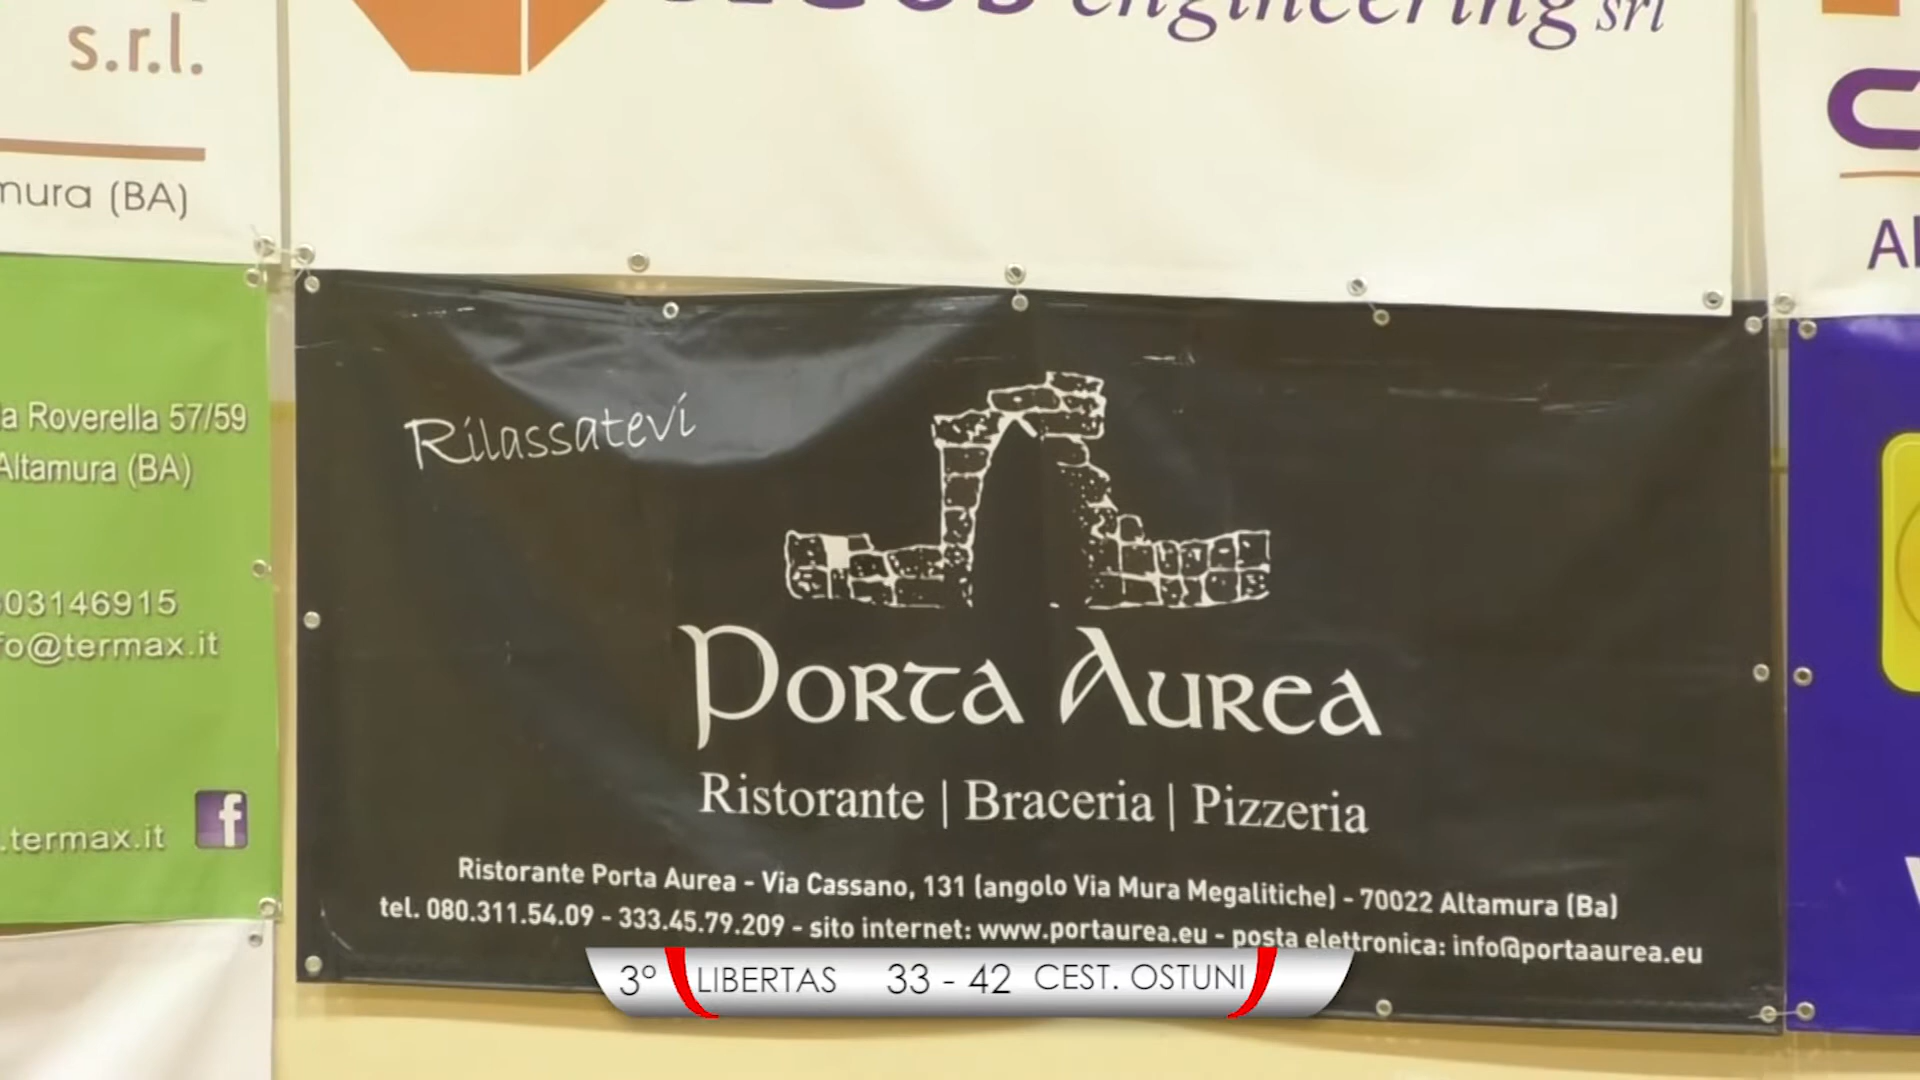 s.r.l.
engineering srl
(BA)
Roverella 57/59
Altamura (BA)
03146915
@termax.it
.termax.it
f
Rilassatevi
Porta Aurea
Ristorante | Braceria | Pizzeria
Ristorante Porta Aurea - Via Cassano, 131 (angolo Via Mura Megalitiche) - 70022 Altamura (Ba)
tel. 080.311.54.09 - 333.45.79.209 - sito internet: www.portaurea.eu - posta elettronica: info@portaaurea.eu
3° LIBERTAS 33 - 42 CEST. OSTUNI